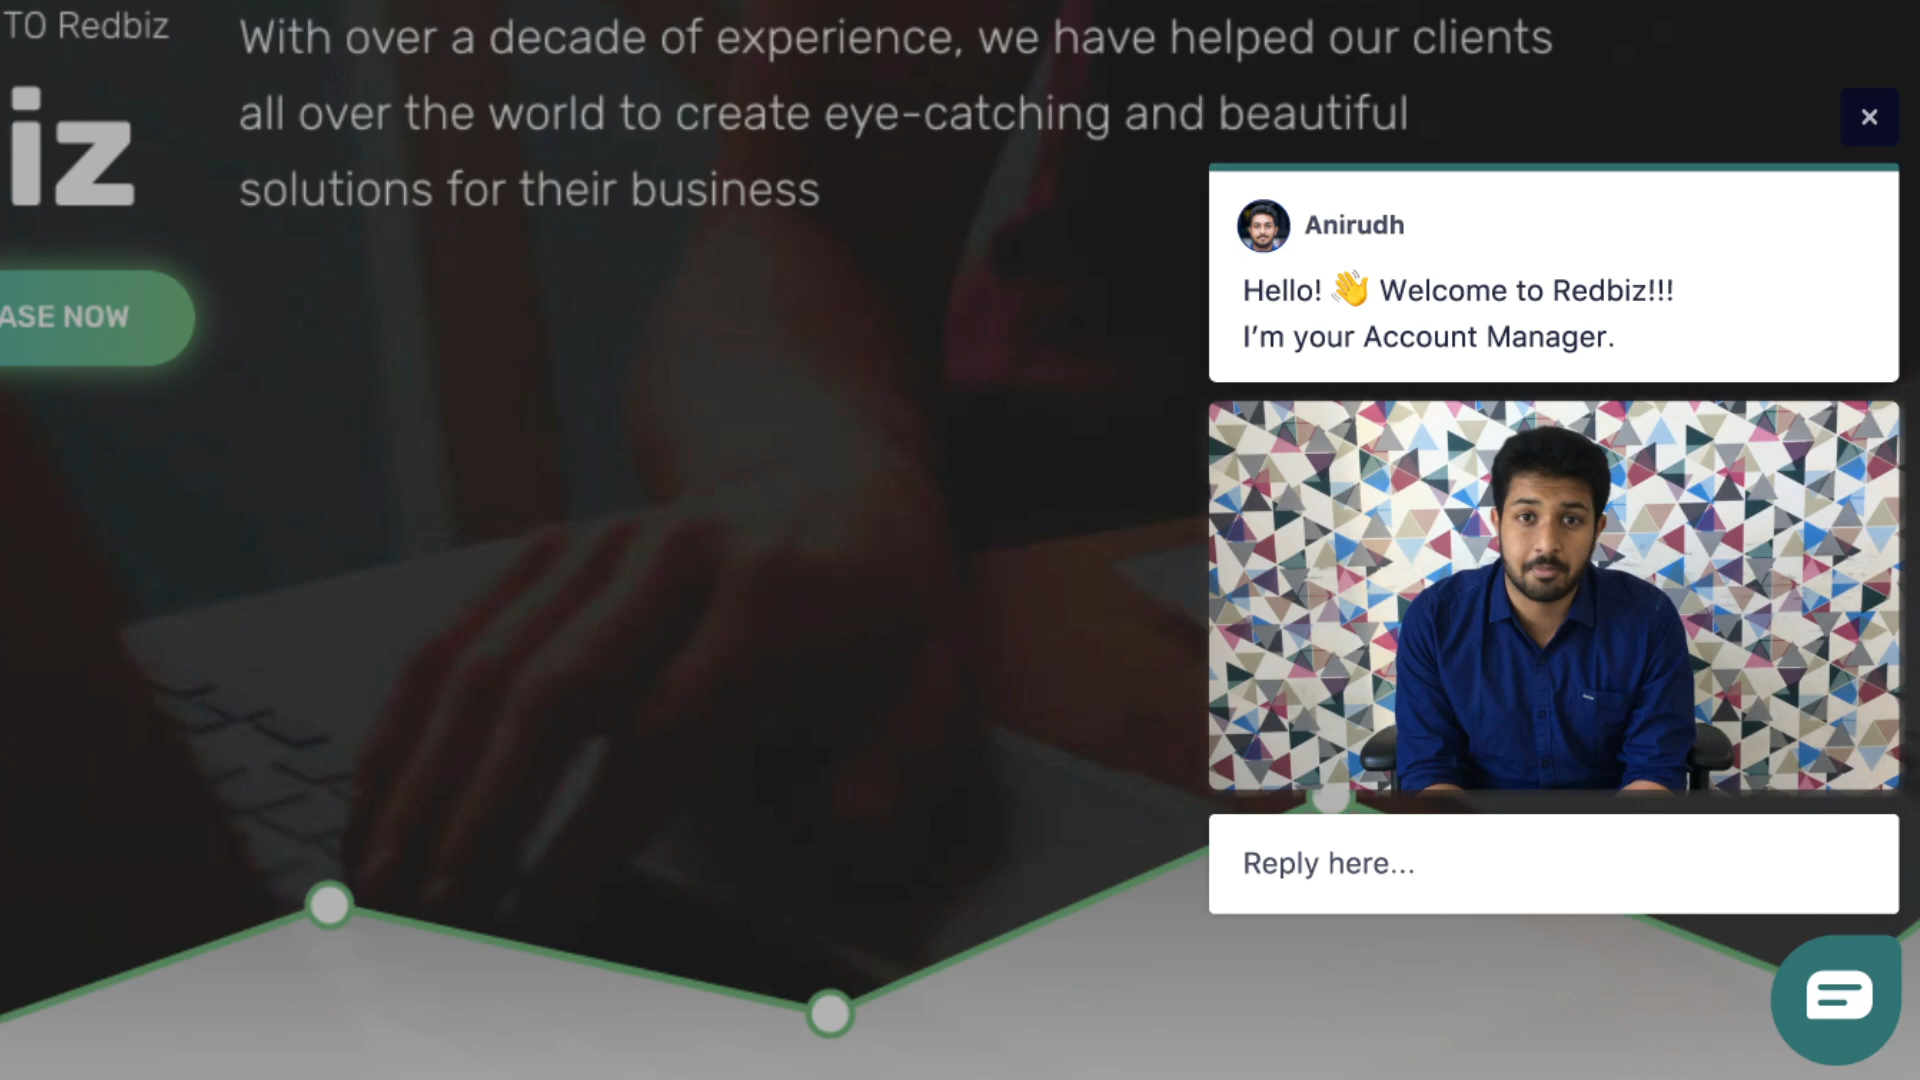 TO Redbiz
iz
ASE NOW
With over a decade of experience, we have helped our clients
all over the world to create eye-catching and beautiful
solutions for their business
Anirudh
Hello! 👋 Welcome to Redbiz!!!
I’m your Account Manager.
Reply here...